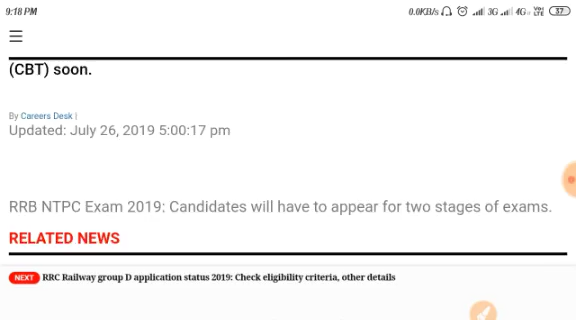 9:18 PM 0.0KB/s 3G 4G Vo) LTE 37
(CBT) soon.
By Careers Desk |
Updated: July 26, 2019 5:00:17 pm
RRB NTPC Exam 2019: Candidates will have to appear for two stages of exams.
RELATED NEWS
NEXT RRC Railway group D application status 2019: Check eligibility criteria, other details